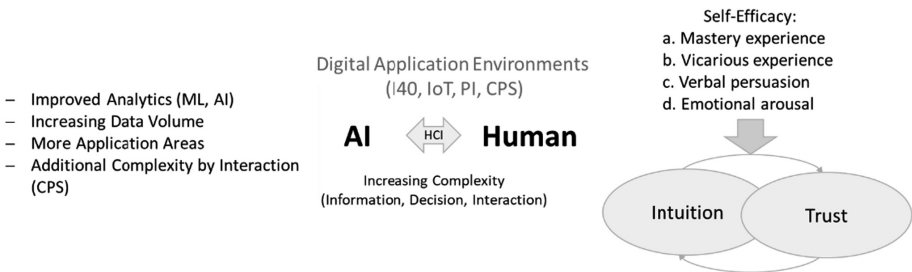 – Improved Analytics (ML, AI)
– Increasing Data Volume
– More Application Areas
– Additional Complexity by Interaction
(CPS)
Digital Application Environments
(I40, IoT, PI, CPS)
AI HCI Human
Increasing Complexity
(Information, Decision, Interaction)
Self-Efficacy:
a. Mastery experience
b. Vicarious experience
c. Verbal persuasion
d. Emotional arousal
Intuition
Trust